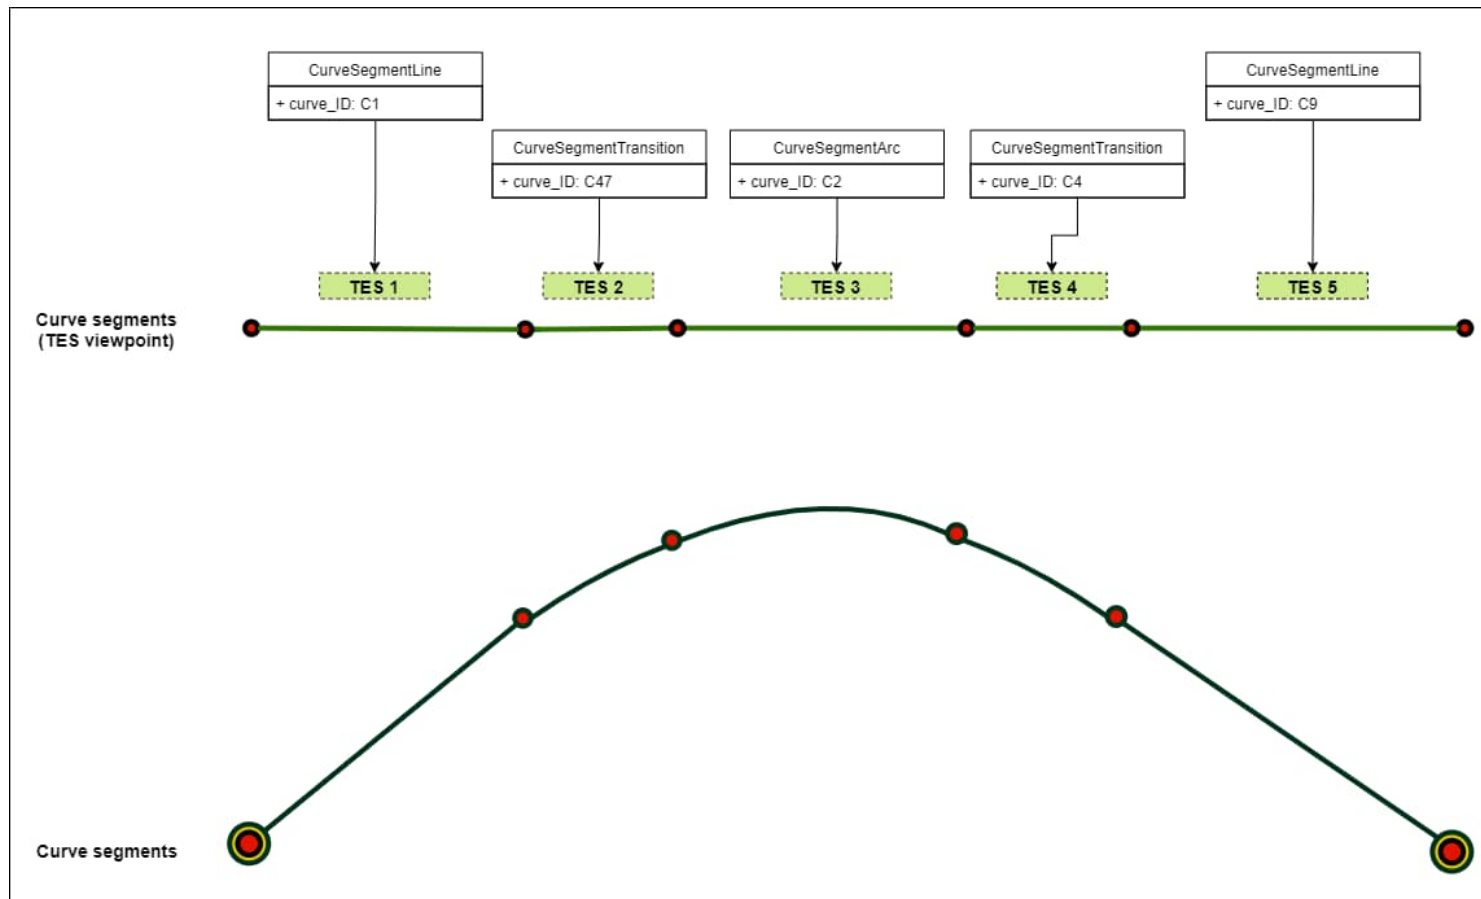 CurveSegmentLine
+ curve_ID: C1
CurveSegmentLine
+ curve_ID: C9
CurveSegmentTransition
+ curve_ID: C47
CurveSegmentArc
+ curve_ID: C2
CurveSegmentTransition
+ curve_ID: C4
TES 1
TES 2
TES 3
TES 4
TES 5
Curve segments
(TES viewpoint)
Curve segments